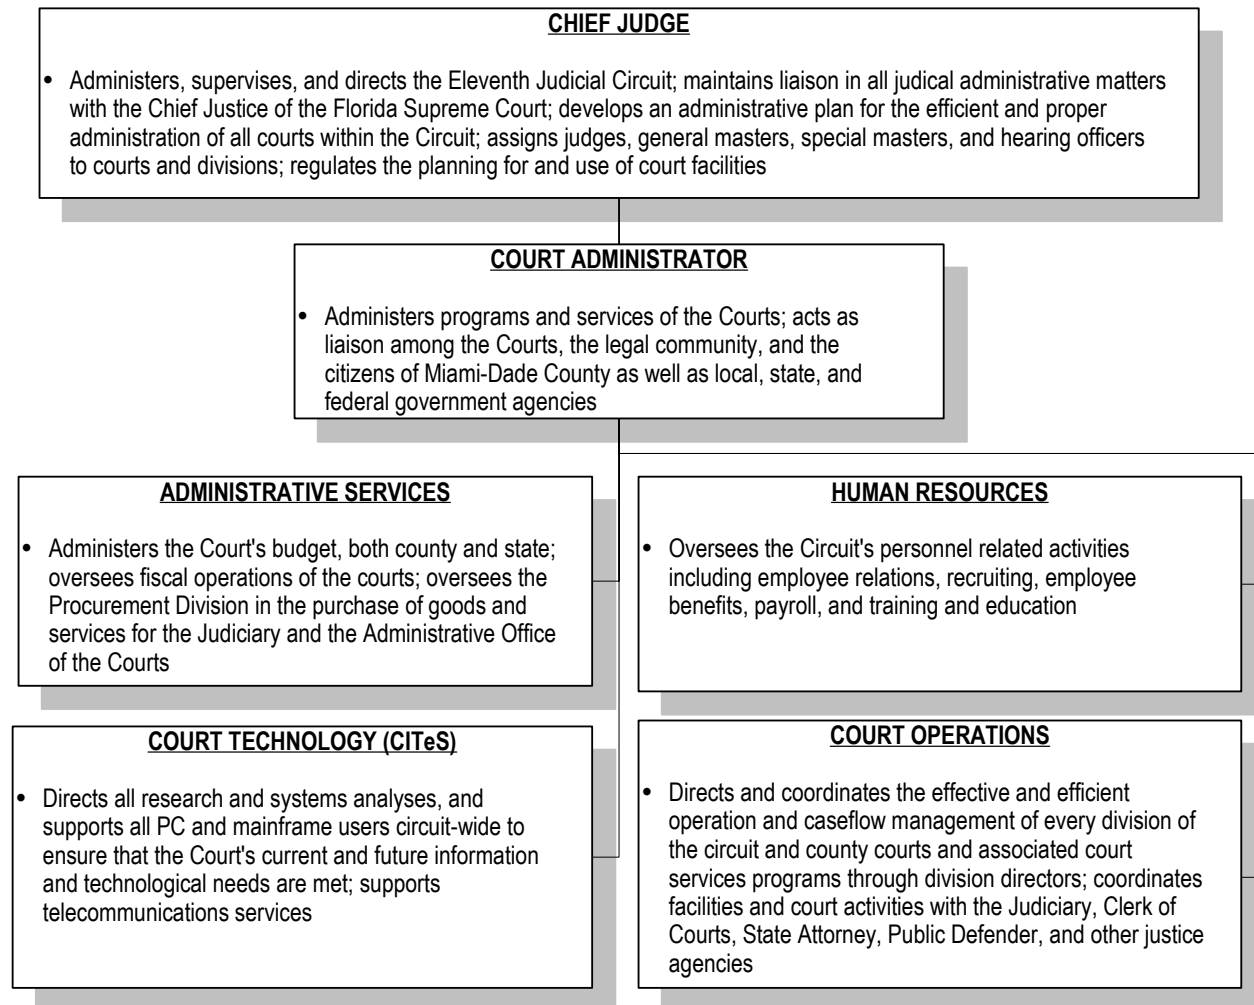 CHIEF JUDGE
• Administers, supervises, and directs the Eleventh Judicial Circuit; maintains liaison in all judical administrative matters
with the Chief Justice of the Florida Supreme Court; develops an administrative plan for the efficient and proper
administration of all courts within the Circuit; assigns judges, general masters, special masters, and hearing officers
to courts and divisions; regulates the planning for and use of court facilities
COURT ADMINISTRATOR
• Administers programs and services of the Courts; acts as
liaison among the Courts, the legal community, and the
citizens of Miami-Dade County as well as local, state, and
federal government agencies
ADMINISTRATIVE SERVICES
• Administers the Court's budget, both county and state;
oversees fiscal operations of the courts; oversees the
Procurement Division in the purchase of goods and
services for the Judiciary and the Administrative Office
of the Courts
HUMAN RESOURCES
• Oversees the Circuit's personnel related activities
including employee relations, recruiting, employee
benefits, payroll, and training and education
COURT TECHNOLOGY (CITeS)
• Directs all research and systems analyses, and
supports all PC and mainframe users circuit-wide to
ensure that the Court's current and future information
and technological needs are met; supports
telecommunications services
COURT OPERATIONS
• Directs and coordinates the effective and efficient
operation and caseflow management of every division of
the circuit and county courts and associated court
services programs through division directors; coordinates
facilities and court activities with the Judiciary, Clerk of
Courts, State Attorney, Public Defender, and other justice
agencies